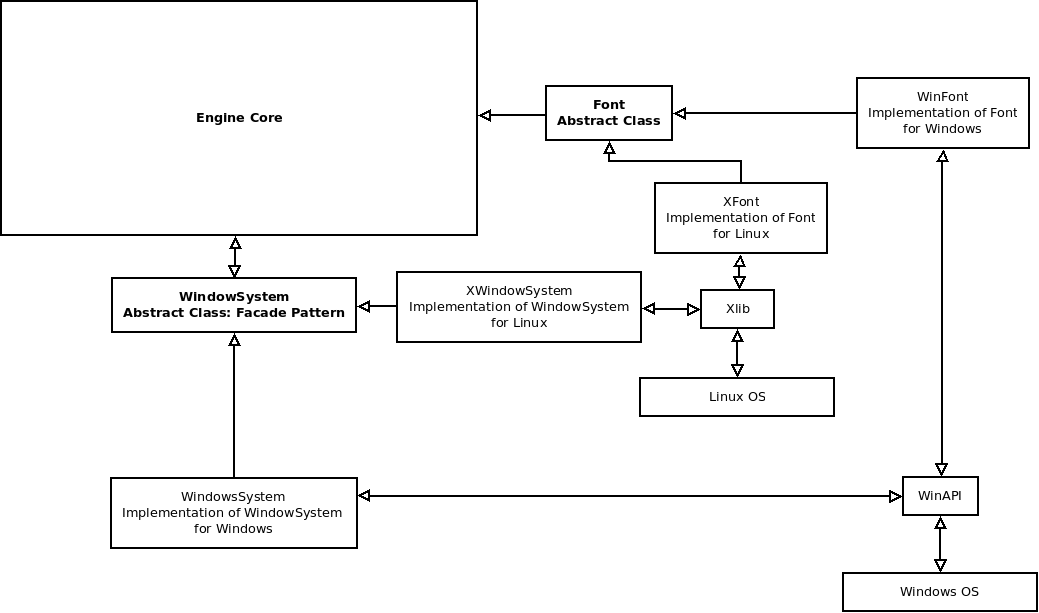 Engine Core
Font
Abstract Class
WinFont
Implementation of Font
for Windows
XFont
Implementation of Font
for Linux
WindowSystem
Abstract Class: Facade Pattern
XWindowSystem
Implementation of WindowSystem
for Linux
Xlib
Linux OS
WindowsSystem
Implementation of WindowSystem
for Windows
WinAPI
Windows OS